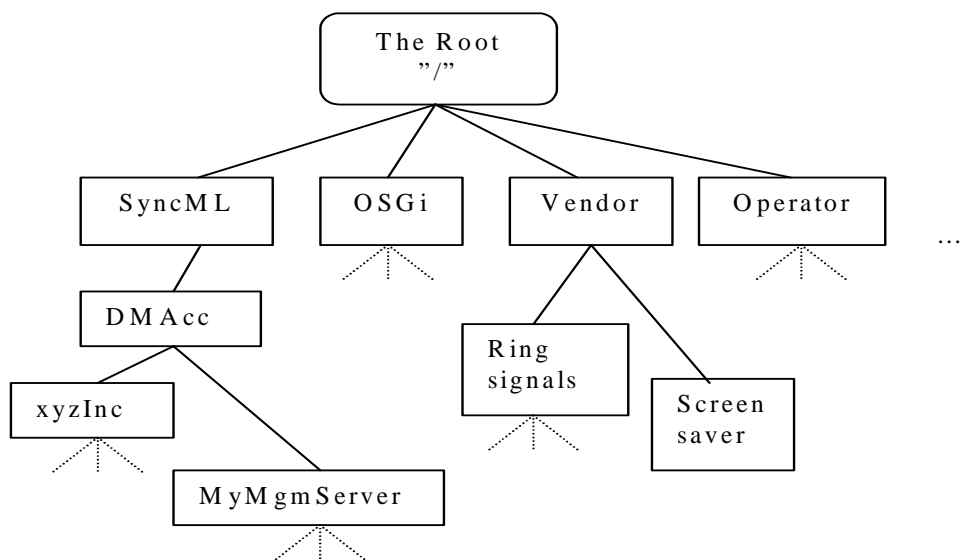 The Root
”/”
SyncML
OSGi
Vendor
Operator
...
DMAcc
Ring
signals
xyzInc
Screen
saver
MyMgmServer